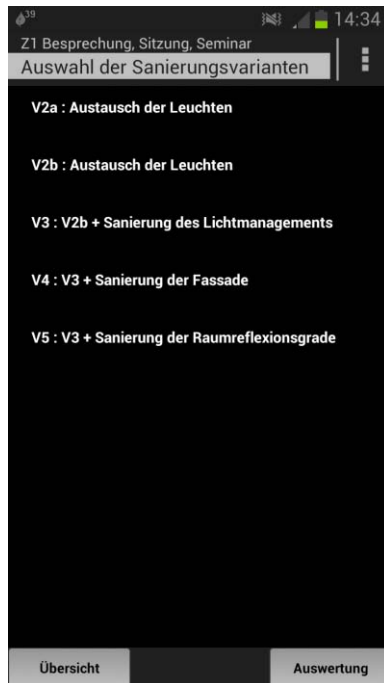 39
14:34
Z1 Besprechung, Sitzung, Seminar
Auswahl der Sanierungsvarianten
V2a : Austausch der Leuchten
V2b : Austausch der Leuchten
V3 : V2b + Sanierung des Lichtmanagements
V4 : V3 + Sanierung der Fassade
V5 : V3 + Sanierung der Raumreflexionsgrade
Übersicht
Auswertung